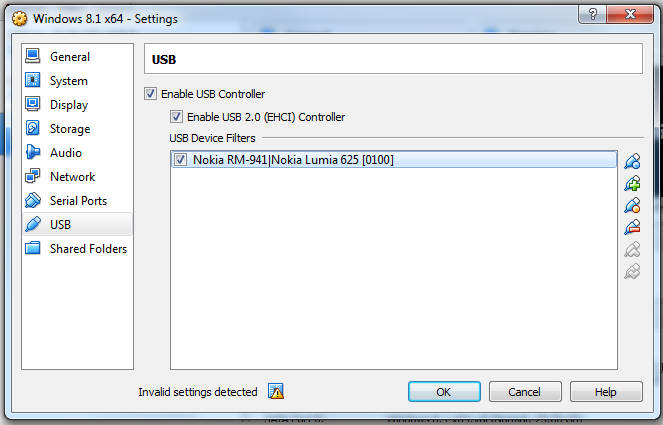 Windows 8.1 x64 - Settings
?
General
System
Display
Storage
Audio
Network
Serial Ports
USB
Shared Folders
USB
Enable USB Controller
Enable USB 2.0 (EHCI) Controller
USB Device Filters
Nokia RM-941|Nokia Lumia 625 [0100]
Invalid settings detected
OK
Cancel
Help